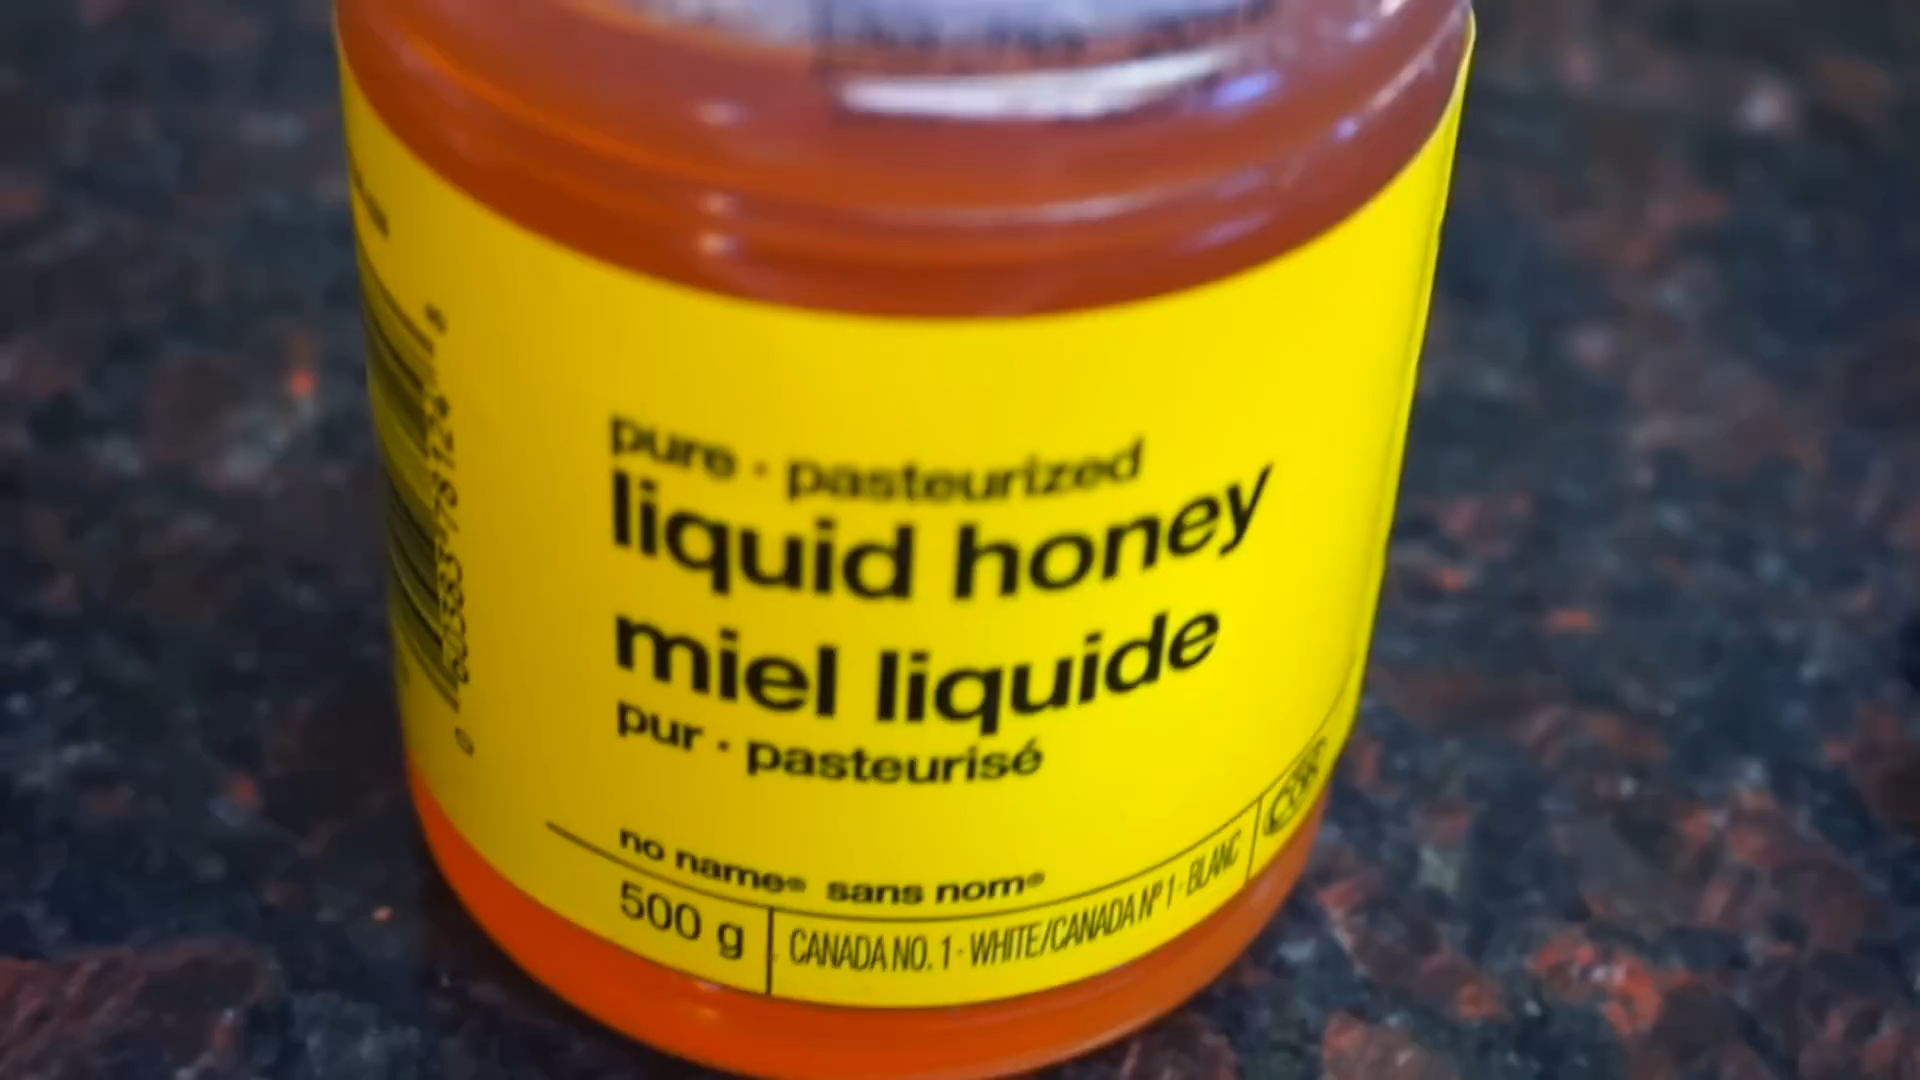 pure · pasteurized
liquid honey
miel liquide
pur · pasteurisé
no name® sans nom®
500 g
CANADA NO. 1 · WHITE/CANADA Nº 1 · BLANC
COR